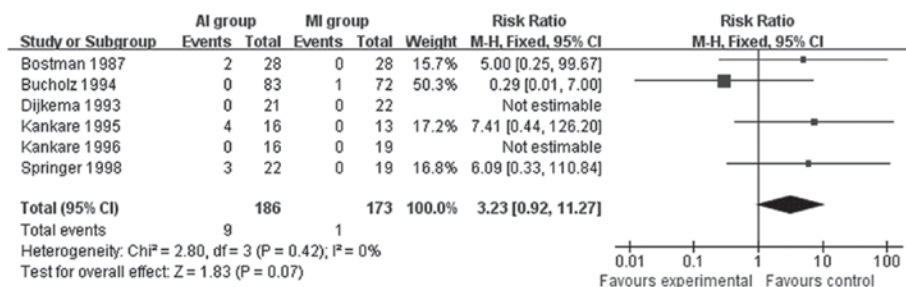 AI group MI group Risk Ratio Risk Ratio
Study or Subgroup Events Total Events Total Weight M-H, Fixed, 95% CI M-H, Fixed, 95% CI
Bostman 1987 2 28 0 28 15.7% 5.00 [0.25, 99.67]
Bucholz 1994 0 83 1 72 50.3% 0.29 [0.01, 7.00]
Dijkema 1993 0 21 0 22 Not estimable
Kankare 1995 4 16 0 13 17.2% 7.41 [0.44, 126.20]
Kankare 1996 0 16 0 19 Not estimable
Springer 1998 3 22 0 19 16.8% 6.09 [0.33, 110.84]
Total (95% CI) 186 173 100.0% 3.23 [0.92, 11.27]
Total events 9 1
Heterogeneity: Chi² = 2.80, df = 3 (P = 0.42); I² = 0%
Test for overall effect: Z = 1.83 (P = 0.07)
0.01 0.1 1 10 100
Favours experimental Favours control